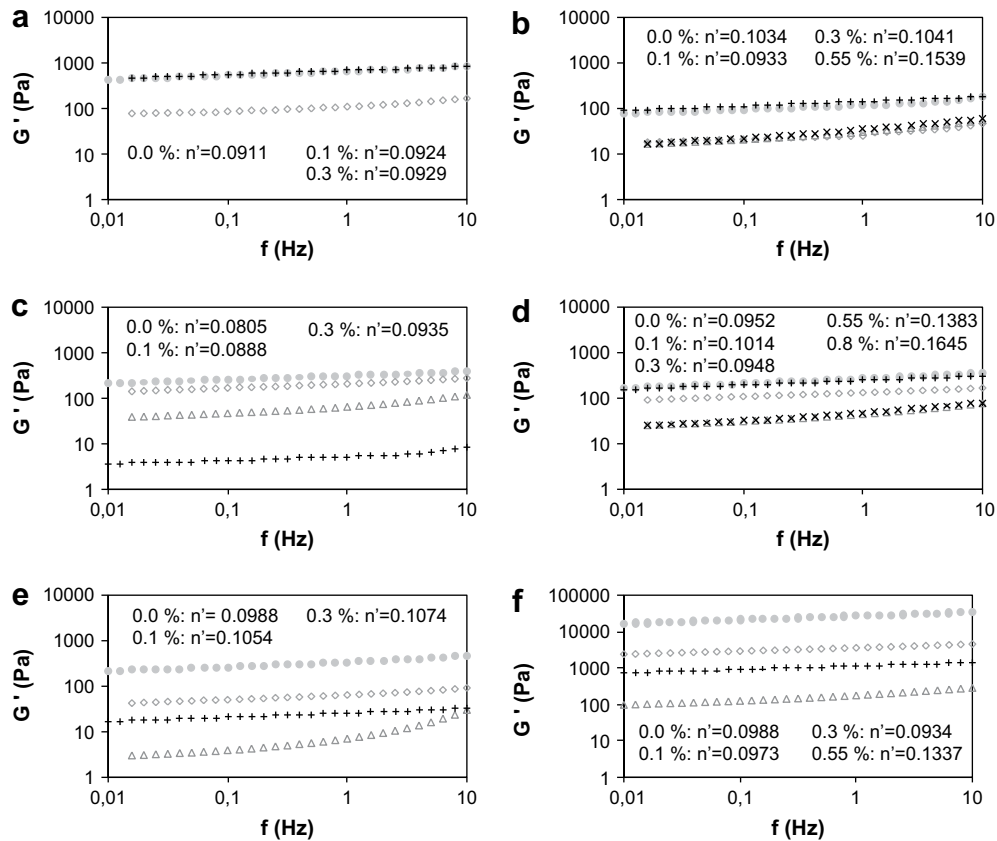 a
10000
1000
100
10
1
G ' (Pa)
0.0 %: n’=0.0911
0.1 %: n’=0.0924
0.3 %: n’=0.0929
0,01
0,1
1
10
f (Hz)
b
100000
10000
1000
100
10
1
G ' (Pa)
0.0 %: n’=0.1034
0.3 %: n’=0.1041
0.1 %: n’=0.0933
0.55 %: n’=0.1539
0,01
0,1
1
10
f (Hz)
c
10000
1000
100
10
1
G ' (Pa)
0.0 %: n’=0.0805
0.3 %: n’=0.0935
0.1 %: n’=0.0888
0,01
0,1
1
10
f (Hz)
d
10000
1000
100
10
1
G ' (Pa)
0.0 %: n’=0.0952
0.55 %: n’=0.1383
0.1 %: n’=0.1014
0.8 %: n’=0.1645
0.3 %: n’=0.0948
0,01
0,1
1
10
f (Hz)
e
10000
1000
100
10
1
G ' (Pa)
0.0 %: n’= 0.0988
0.3 %: n’=0.1074
0.1 %: n’=0.1054
0,01
0,1
1
10
f (Hz)
f
100000
10000
1000
100
10
1
G ' (Pa)
0.0 %: n’=0.0988
0.3 %: n’=0.0934
0.1 %: n’=0.0973
0.55 %: n’=0.1337
0,01
0,1
1
10
f (Hz)